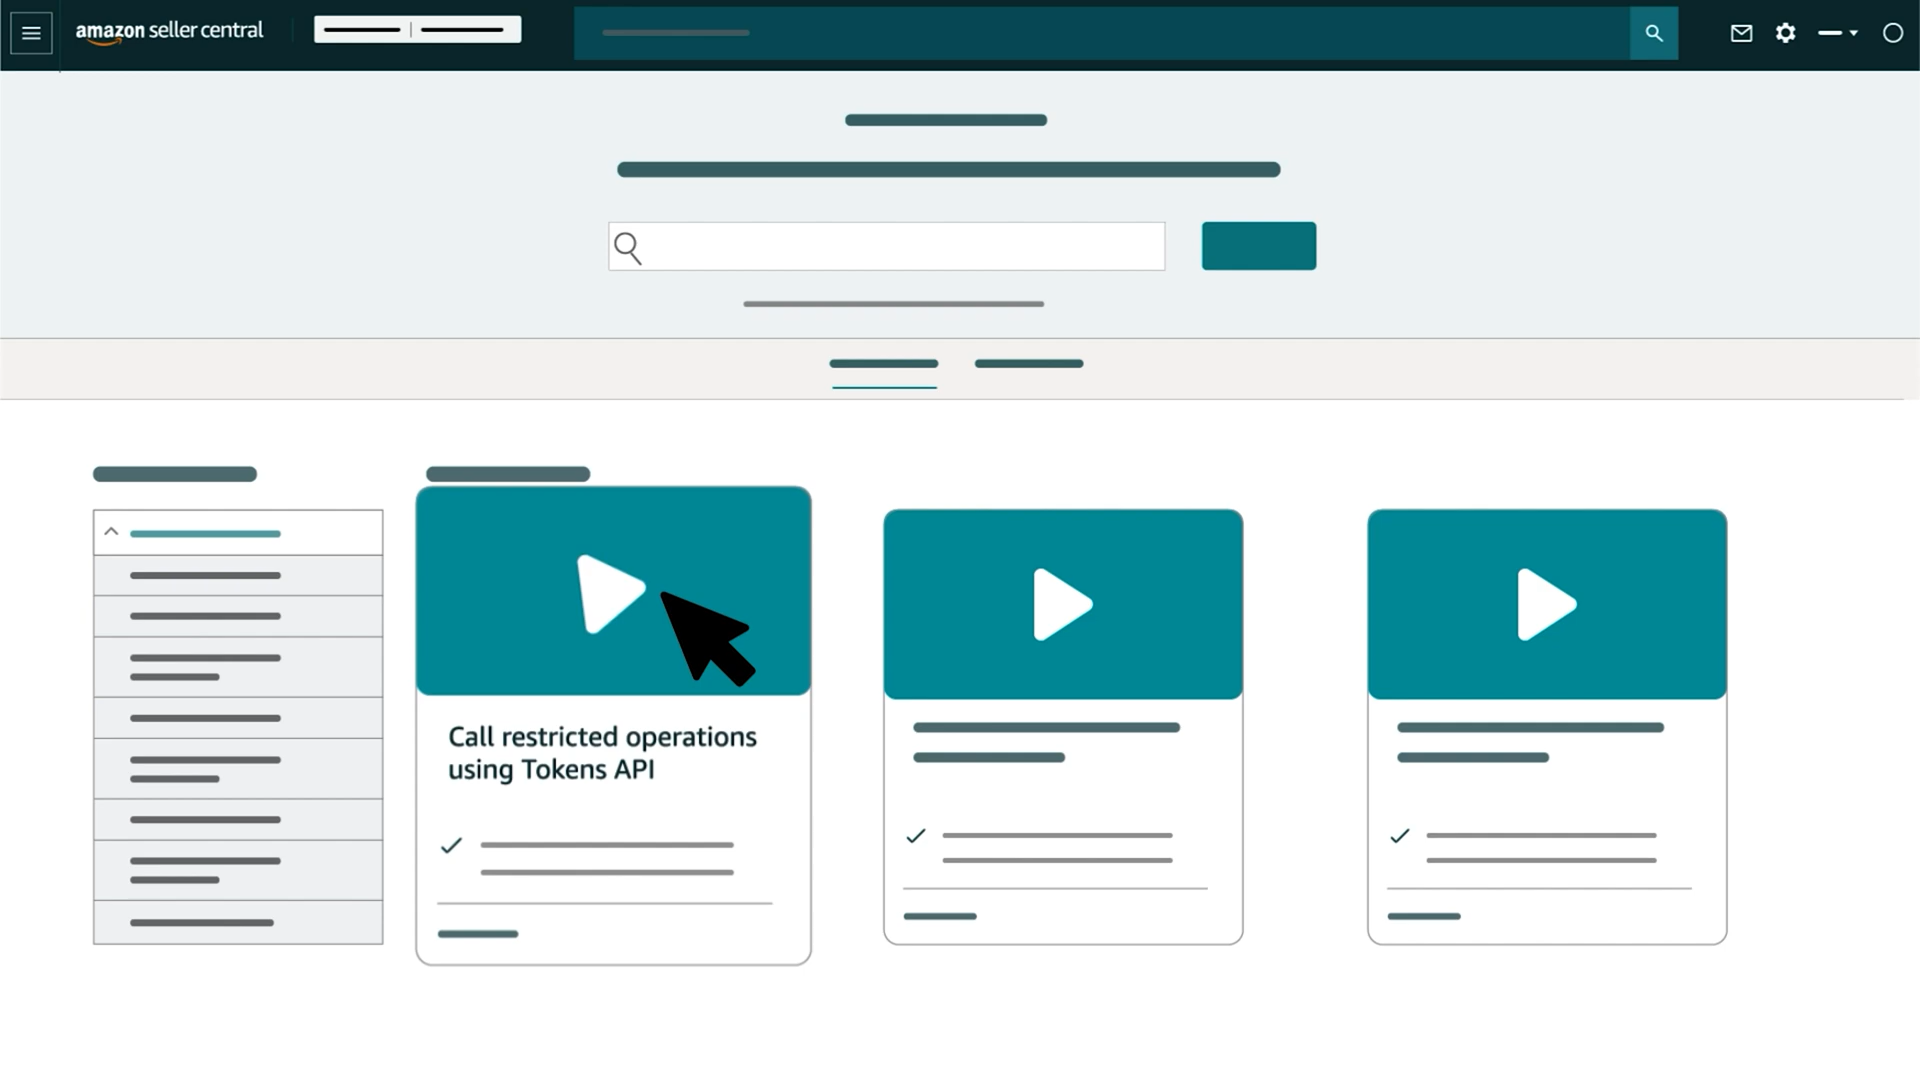 amazon seller central
Call restricted operations
using Tokens API